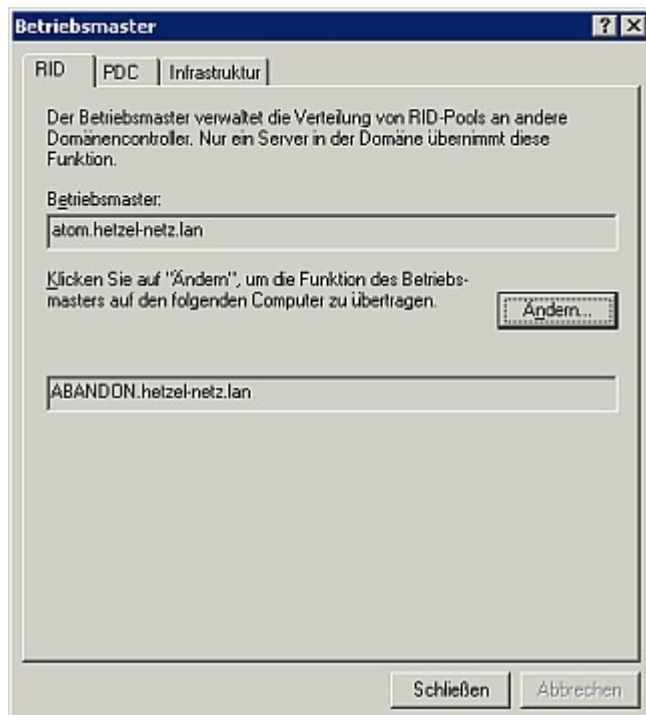 Betriebsmaster
RID
PDC
Infrastruktur
Der Betriebsmaster verwaltet die Verteilung von RID-Pools an andere
Domänencontroller. Nur ein Server in der Domäne übernimmt diese
Funktion.
Betriebsmaster:
atom.hetzel-netz.lan
Klicken Sie auf "Ändern", um die Funktion des Betriebs-
masters auf den folgenden Computer zu übertragen.
Ändern...
ABANDON.hetzel-netz.lan
Schließen
Abbrechen